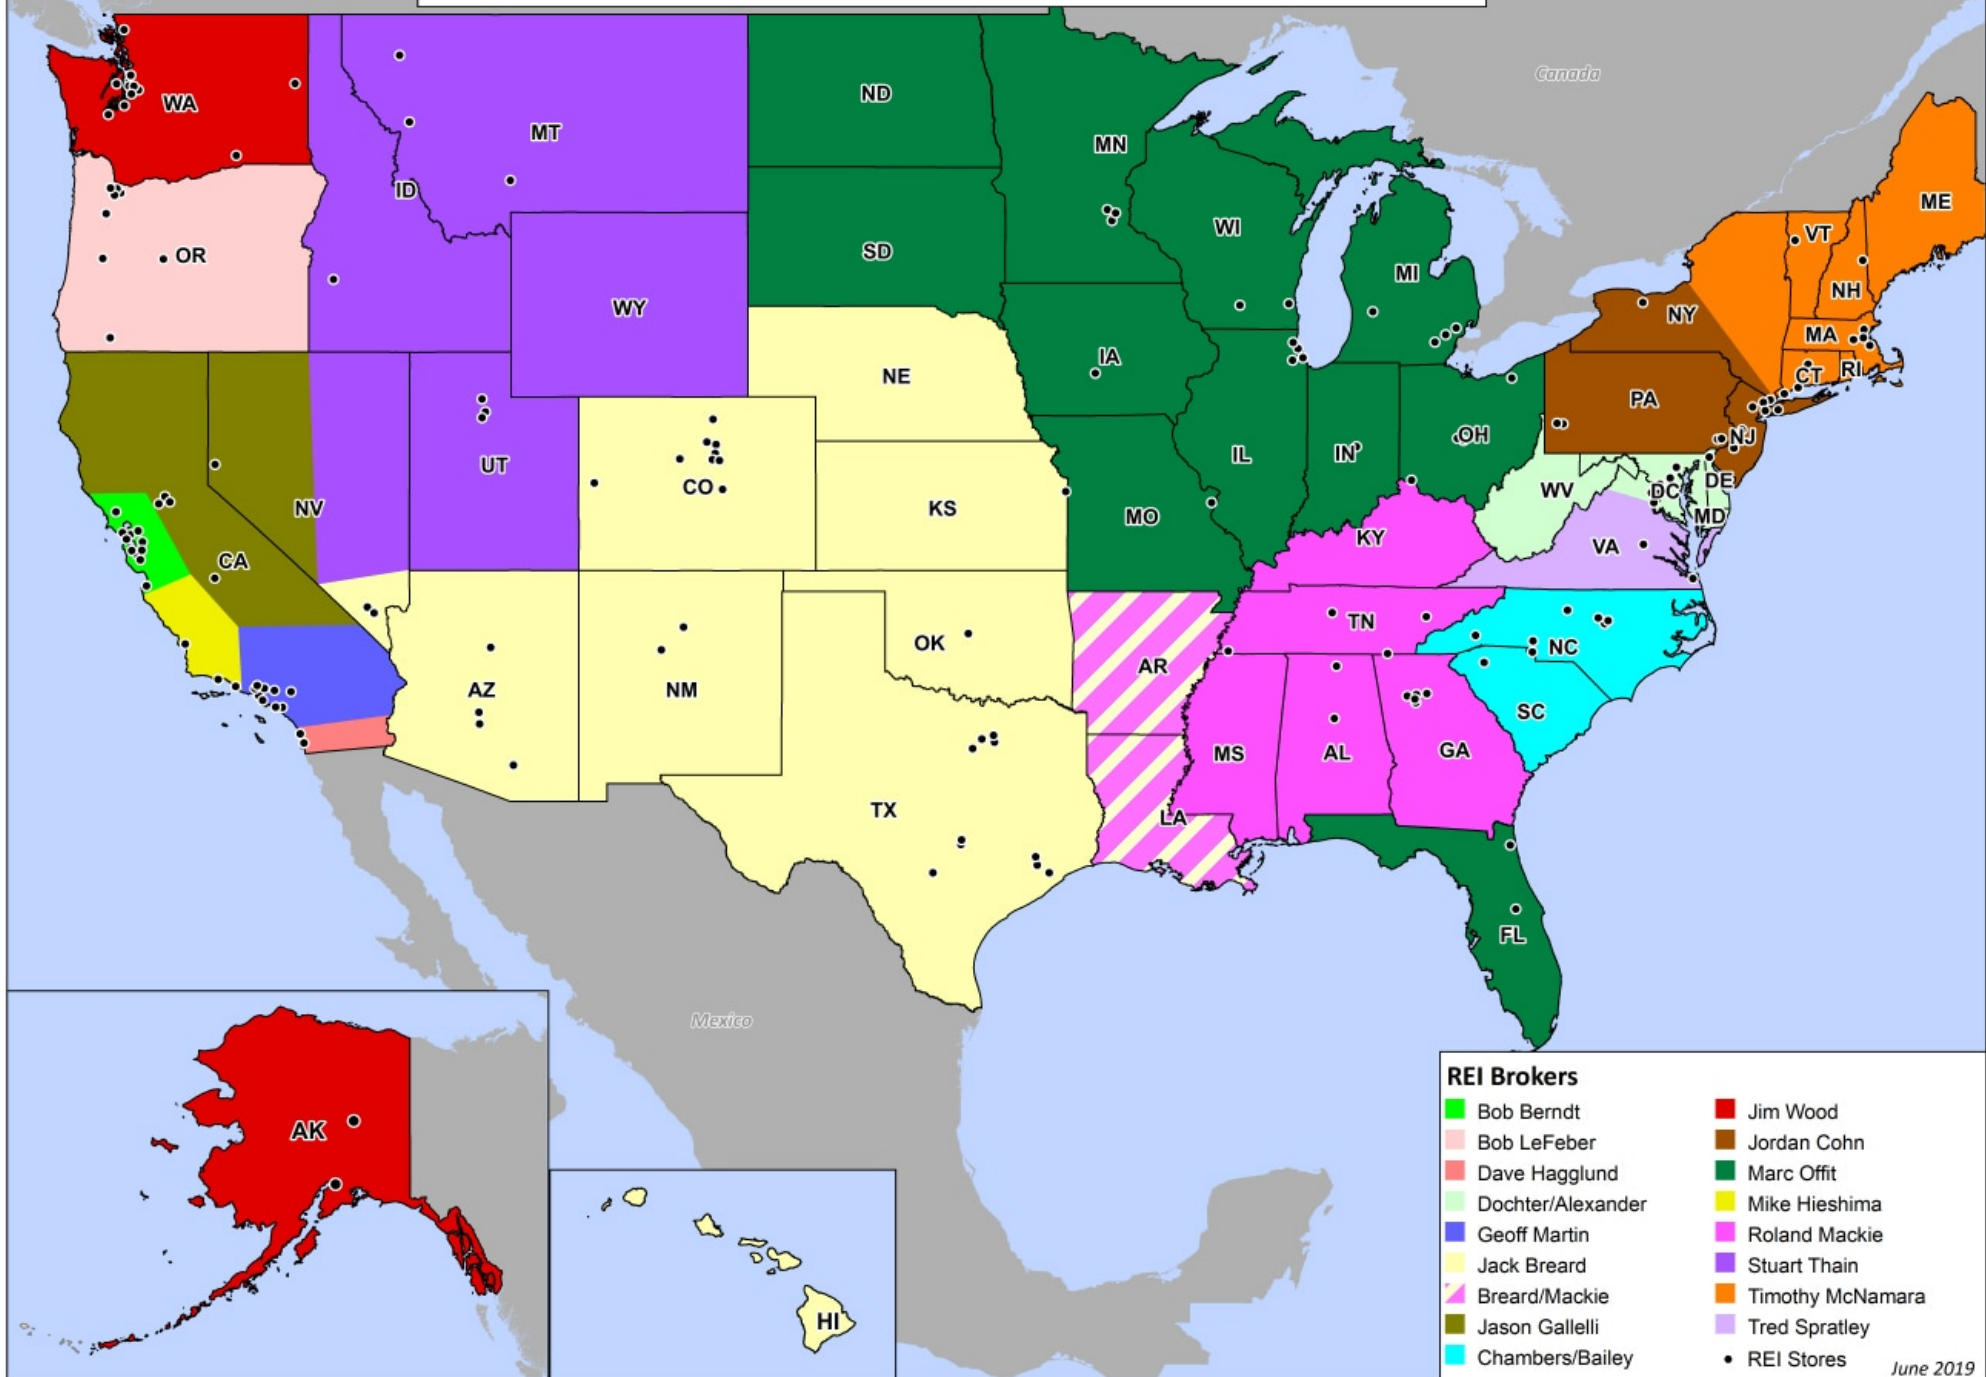 Canada
WA
ND
MT
MN
ID
ME
WI
VT
OR
SD
MI
NH
WY
NY
MA
IA
RI
CT
NE
PA
OH
NJ
IL
IN
UT
CO
NV
KS
MO
WV
DC
DE
MD
KY
VA
CA
TN
OK
NC
AR
AZ
NM
SC
MS
AL
GA
TX
LA
FL
Mexico
AK
HI
REI Brokers
Bob Berndt
Bob LeFeber
Dave Hagglund
Dochter/Alexander
Geoff Martin
Jack Breard
Breard/Mackie
Jason Gallelli
Chambers/Bailey
Jim Wood
Jordan Cohn
Marc Offit
Mike Hieshima
Roland Mackie
Stuart Thain
Timothy McNamara
Tred Spratley
REI Stores
June 2019